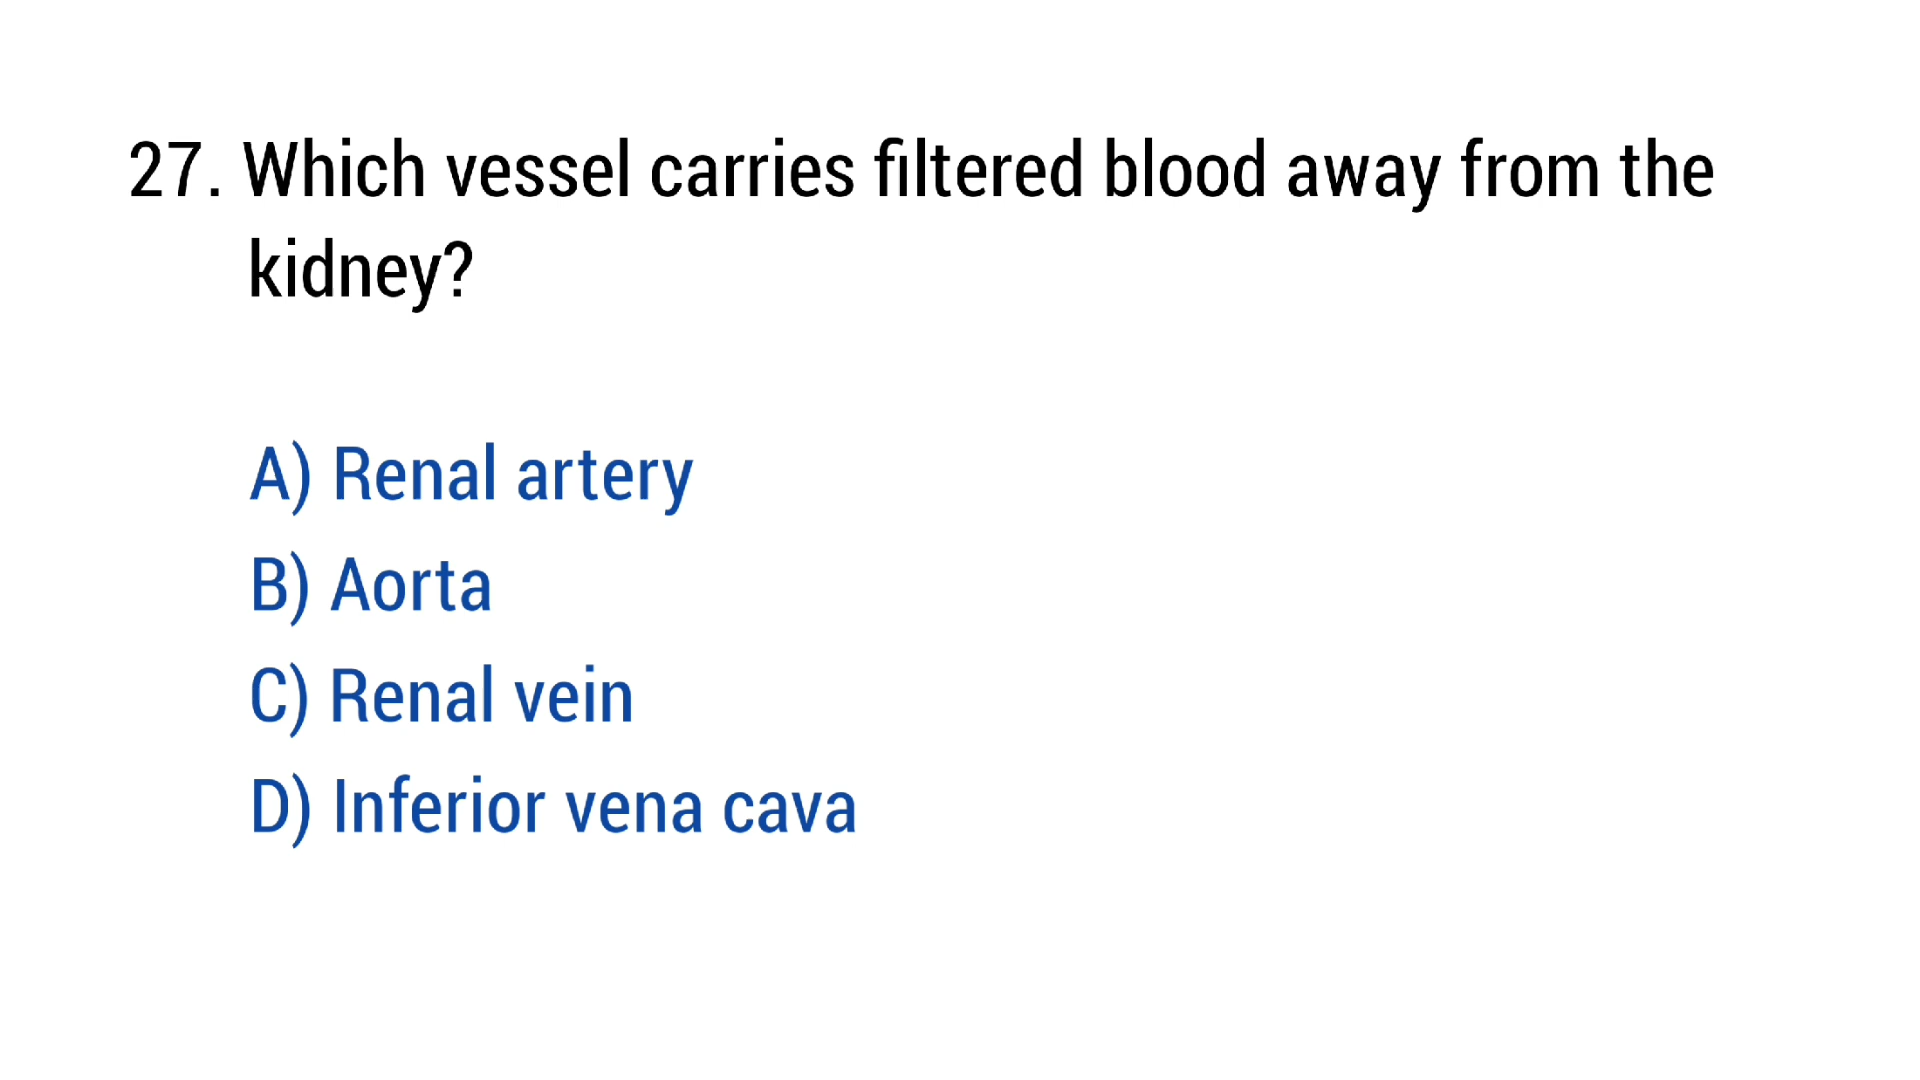 27. Which vessel carries filtered blood away from the
kidney?
A) Renal artery
B) Aorta
C) Renal vein
D) Inferior vena cava